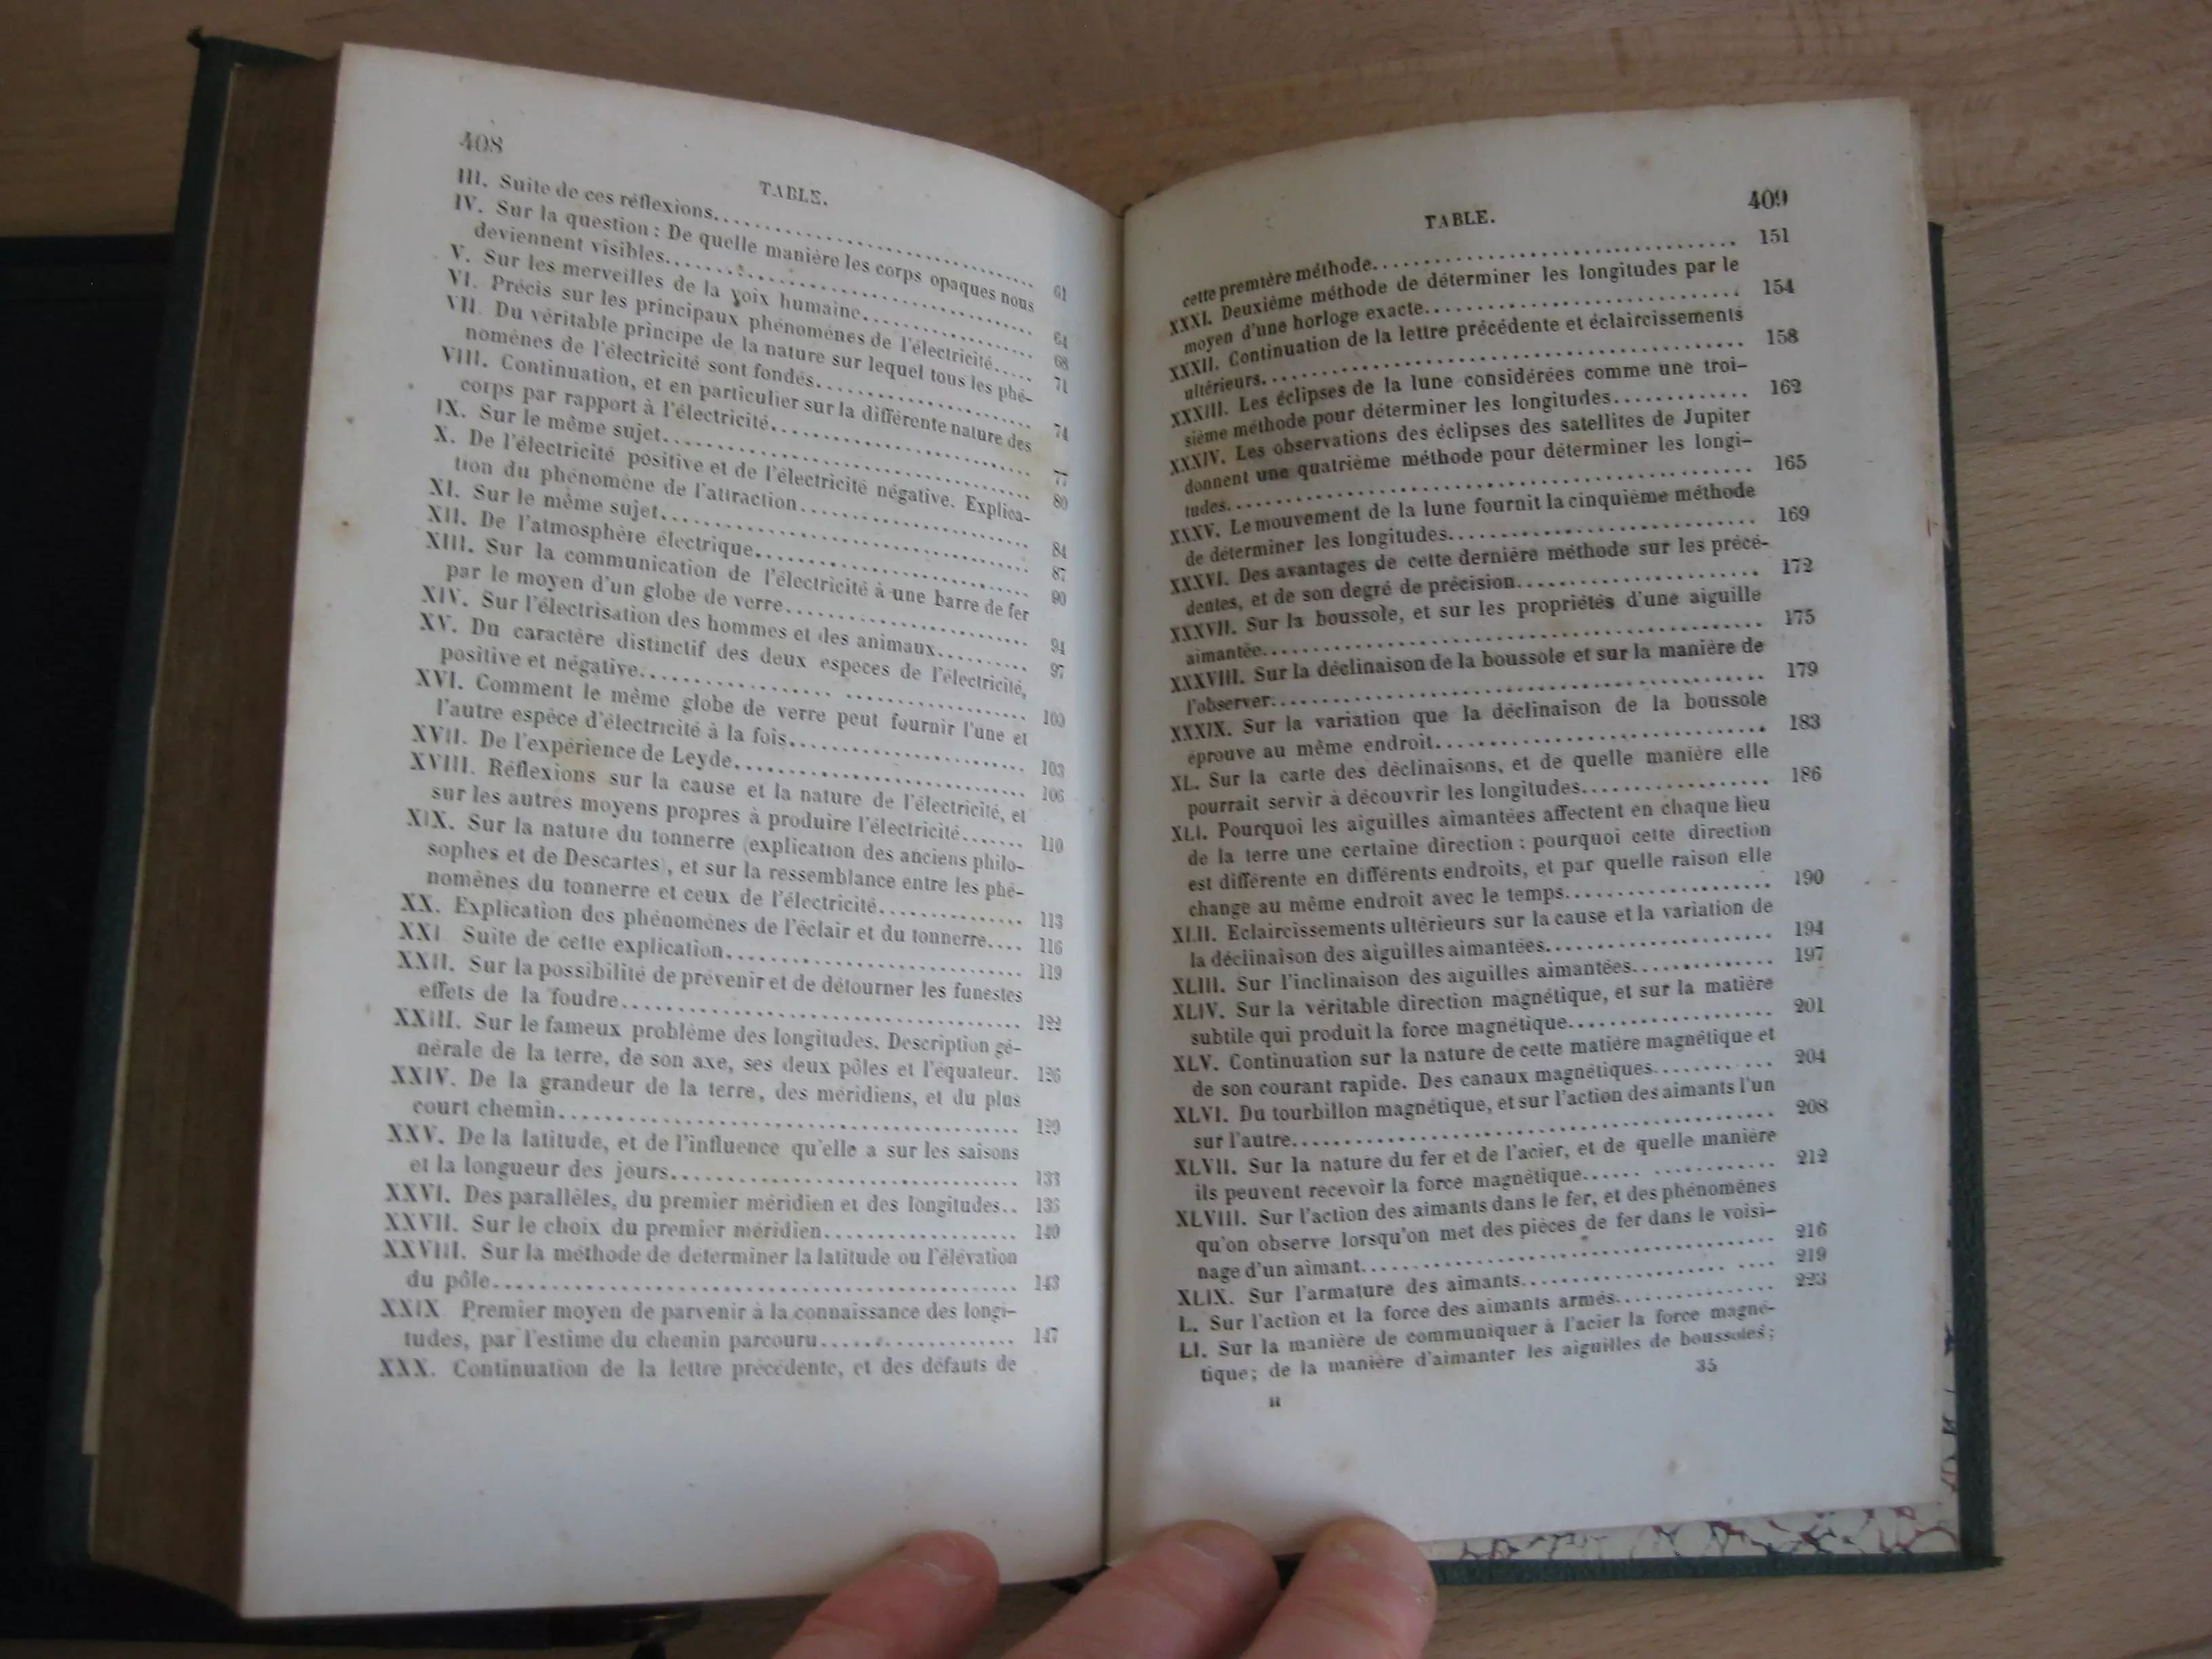 408
TABLE.
III. Suite de ces réflexions........................ 61
IV. Sur la question : De quelle manière les corps opaques nous
deviennent visibles........................ 64
V. Sur les merveilles de la voix humaine................ 68
VI. Précis sur les principaux phénomènes de l'électricité..... 71
VII. Du véritable principe de la nature sur lequel tous les phé-
nomènes de l'électricité sont fondés................ 74
VIII. Continuation, et en particulier sur la différente nature des
corps par rapport à l'électricité................ 77
IX. Sur le même sujet........................ 80
X. De l'électricité positive et de l'électricité négative. Explica-
tion du phénomène de l'attraction................ 84
XI. Sur le même sujet........................ 87
XII. De l'atmosphère électrique................ 90
XIII. Sur la communication de l'électricité à une barre de fer
par le moyen d'un globe de verre................ 94
XIV. Sur l'électrisation des hommes et des animaux.......... 97
XV. Du caractère distinctif des deux espèces de l'électricité,
positive et négative........................ 100
XVI. Comment le même globe de verre peut fournir l'une et
l'autre espèce d'électricité à la fois................ 103
XVII. De l'expérience de Leyde................ 106
XVIII. Réflexions sur la cause et la nature de l'électricité, et
sur les autres moyens propres à produire l'électricité....... 110
XIX. Sur la nature du tonnerre (explication des anciens philo-
sophes et de Descartes), et sur la ressemblance entre les phé-
nomènes du tonnerre et ceux de l'électricité............... 113
XX. Explication des phénomènes de l'éclair et du tonnerre.... 116
XXI Suite de cette explication........................ 119
XXII. Sur la possibilité de prévenir et de détourner les funestes
effets de la foudre........................ 122
XXIII. Sur le fameux problème des longitudes. Description gé-
nérale de la terre, de son axe, ses deux pôles et l'équateur. 126
XXIV. De la grandeur de la terre, des méridiens, et du plus
court chemin........................ 129
XXV. De la latitude, et de l'influence qu'elle a sur les saisons
et la longueur des jours........................ 133
XXVI. Des parallèles, du premier méridien et des longitudes.. 136
XXVII. Sur le choix du premier méridien................... 140
XXVIII. Sur la méthode de déterminer la latitude ou l'élévation
du pôle........................ 143
XXIX Premier moyen de parvenir à la connaissance des longi-
tudes, par l'estime du chemin parcouru.................. 147
XXX. Continuation de la lettre précédente, et des défauts de
TABLE.
409
cette première méthode........................ 151
XXXI. Deuxième méthode de déterminer les longitudes par le
moyen d'une horloge exacte........................ 154
XXXII. Continuation de la lettre précédente et éclaircissements
ultérieurs........................ 158
XXXIII. Les éclipses de la lune considérées comme une troi-
sième méthode pour déterminer les longitudes............. 162
XXXIV. Les observations des éclipses des satellites de Jupiter
donnent une quatrième méthode pour déterminer les longi-
tudes........................ 165
XXXV. Le mouvement de la lune fournit la cinquième méthode
de déterminer les longitudes........................ 169
XXXVI. Des avantages de cette dernière méthode sur les précé-
dentes, et de son degré de précision..................... 172
XXXVII. Sur la boussole, et sur les propriétés d'une aiguille
aimantée........................ 175
XXXVIII. Sur la déclinaison de la boussole et sur la manière de
l'observer........................ 179
XXXIX. Sur la variation que la déclinaison de la boussole
éprouve au même endroit........................ 183
XL. Sur la carte des déclinaisons, et de quelle manière elle
pourrait servir à découvrir les longitudes................. 186
XLI. Pourquoi les aiguilles aimantées affectent en chaque lieu
de la terre une certaine direction : pourquoi cette direction
est différente en différents endroits, et par quelle raison elle
change au même endroit avec le temps................... 190
XLII. Eclaircissements ultérieurs sur la cause et la variation de
la déclinaison des aiguilles aimantées..................... 194
XLIII. Sur l'inclinaison des aiguilles aimantées.............. 197
XLIV. Sur la véritable direction magnétique, et sur la matière
subtile qui produit la force magnétique................... 201
XLV. Continuation sur la nature de cette matière magnétique et
de son courant rapide. Des canaux magnétiques........ ... 204
XLVI. Du tourbillon magnétique, et sur l'action des aimants l'un
sur l'autre........................ 208
XLVII. Sur la nature du fer et de l'acier, et de quelle manière
ils peuvent recevoir la force magnétique...... ............ 212
XLVIII. Sur l'action des aimants dans le fer, et des phénomènes
qu'on observe lorsqu'on met des pièces de fer dans le voisi-
nage d'un aimant........................ 216
XLIX. Sur l'armature des aimants.................... .... 219
L. Sur l'action et la force des aimants armés............... 223
LI. Sur la manière de communiquer à l'acier la force magné-
tique; de la manière d'aimanter les aiguilles de boussoles;
II
35